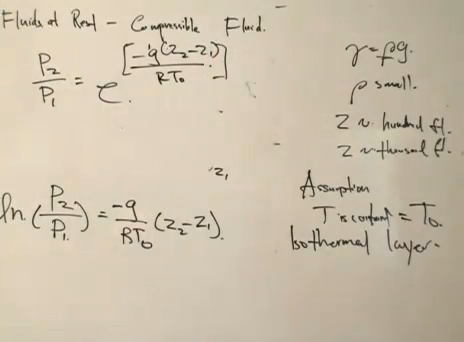 Fluids at Rest - Compressible Fluid.
P₂/P₁ = e^[-g(z₂-z₁)/RT₀]
γ=ρg.
ρ small.
z ~ hundred ft.
z ~ thousand ft.
z₁
ln.(P₂/P₁.) = -g/RT₀ (z₂-z₁).
Assumption
T is constant = T₀.
Isothermal layer.